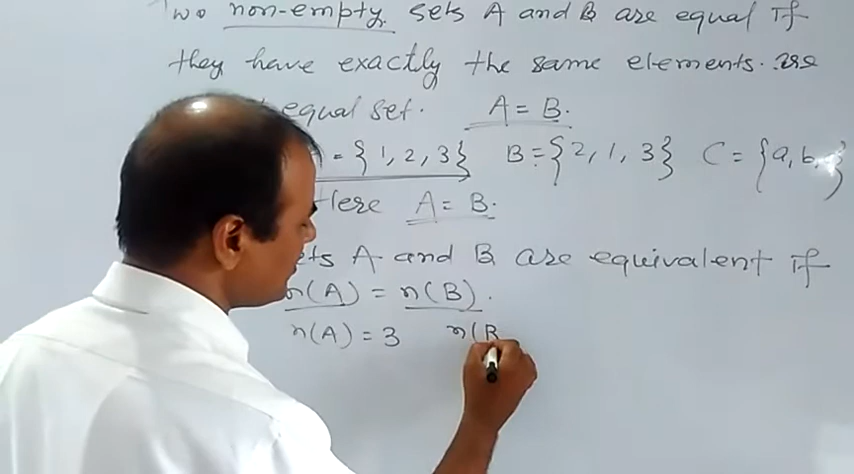 Two non-empty sets A and B are equal if
they have exactly the same elements. are
equal set. A = B.
= {1, 2, 3} B = {2, 1, 3} C = {a, b, }
Here A = B.
A and B are equivalent if
n(A) = n(B).
n(A) = 3 n(B